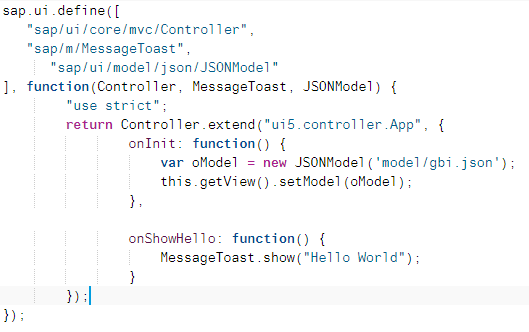 sap.ui.define([
"sap/ui/core/mvc/Controller",
"sap/m/MessageToast",
"sap/ui/model/json/JSONModel"
], function(Controller, MessageToast, JSONModel) {
"use strict";
return Controller.extend("ui5.controller.App", {
onInit: function() {
var oModel = new JSONModel('model/gbi.json');
this.getView().setModel(oModel);
},
onShowHello: function() {
MessageToast.show("Hello World");
}
});
});